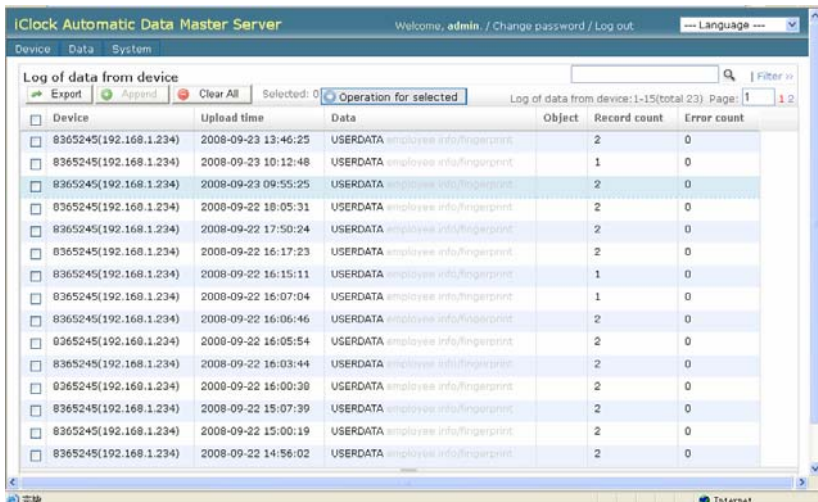 iClock Automatic Data Master Server Welcome, admin. / Change password / Log out --- Language ---
Device Data System
Log of data from device Filter »
Export Append Clear All Selected: 0 Operation for selected Log of data from device:1-15(total 23) Page: 1 1 2
Device Upload time Data Object Record count Error count
8365245(192.168.1.234) 2008-09-23 13:46:25 USERDATA employee info/fingerprint 2 0
8365245(192.168.1.234) 2008-09-23 10:12:48 USERDATA employee info/fingerprint 1 0
8365245(192.168.1.234) 2008-09-23 09:55:25 USERDATA employee info/fingerprint 2 0
8365245(192.168.1.234) 2008-09-22 18:05:31 USERDATA employee info/fingerprint 2 0
8365245(192.168.1.234) 2008-09-22 17:50:24 USERDATA employee info/fingerprint 2 0
8365245(192.168.1.234) 2008-09-22 16:17:23 USERDATA employee info/fingerprint 2 0
8365245(192.168.1.234) 2008-09-22 16:15:11 USERDATA employee info/fingerprint 1 0
8365245(192.168.1.234) 2008-09-22 16:07:04 USERDATA employee info/fingerprint 1 0
8365245(192.168.1.234) 2008-09-22 16:06:46 USERDATA employee info/fingerprint 2 0
8365245(192.168.1.234) 2008-09-22 16:05:54 USERDATA employee info/fingerprint 2 0
8365245(192.168.1.234) 2008-09-22 16:03:44 USERDATA employee info/fingerprint 2 0
8365245(192.168.1.234) 2008-09-22 16:00:38 USERDATA employee info/fingerprint 2 0
8365245(192.168.1.234) 2008-09-22 15:07:39 USERDATA employee info/fingerprint 2 0
8365245(192.168.1.234) 2008-09-22 15:00:19 USERDATA employee info/fingerprint 2 0
8365245(192.168.1.234) 2008-09-22 14:56:02 USERDATA employee info/fingerprint 2 0
Internet